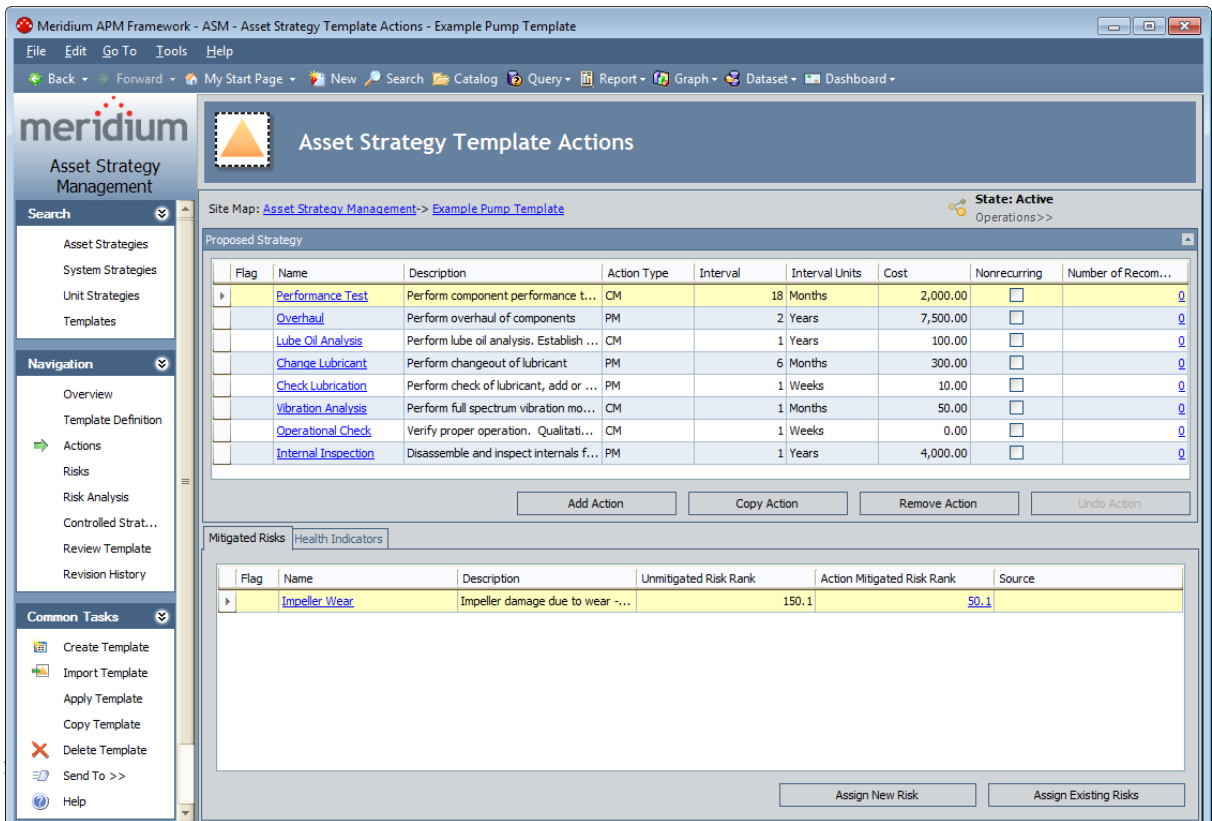 Meridium APM Framework - ASM - Asset Strategy Template Actions - Example Pump Template
File Edit Go To Tools Help
Back Forward My Start Page New Search Catalog Query Report Graph Dataset Dashboard
meridium
Asset Strategy
Management
Search
Asset Strategies
System Strategies
Unit Strategies
Templates
Navigation
Overview
Template Definition
Actions
Risks
Risk Analysis
Controlled Strat...
Review Template
Revision History
Common Tasks
Create Template
Import Template
Apply Template
Copy Template
Delete Template
Send To >>
Help
Asset Strategy Template Actions
Site Map: Asset Strategy Management-> Example Pump Template
State: Active
Operations>>
Proposed Strategy
Flag Name Description Action Type Interval Interval Units Cost Nonrecurring Number of Recom...
Performance Test Perform component performance t... CM 18 Months 2,000.00 0
Overhaul Perform overhaul of components PM 2 Years 7,500.00 0
Lube Oil Analysis Perform lube oil analysis. Establish ... CM 1 Years 100.00 0
Change Lubricant Perform changeout of lubricant PM 6 Months 300.00 0
Check Lubrication Perform check of lubricant, add or ... PM 1 Weeks 10.00 0
Vibration Analysis Perform full spectrum vibration mo... CM 1 Months 50.00 0
Operational Check Verify proper operation. Qualitati... CM 1 Weeks 0.00 0
Internal Inspection Disassemble and inspect internals f... PM 1 Years 4,000.00 0
Add Action Copy Action Remove Action Undo Action
Mitigated Risks Health Indicators
Flag Name Description Unmitigated Risk Rank Action Mitigated Risk Rank Source
Impeller Wear Impeller damage due to wear -... 150.1 50.1
Assign New Risk Assign Existing Risks